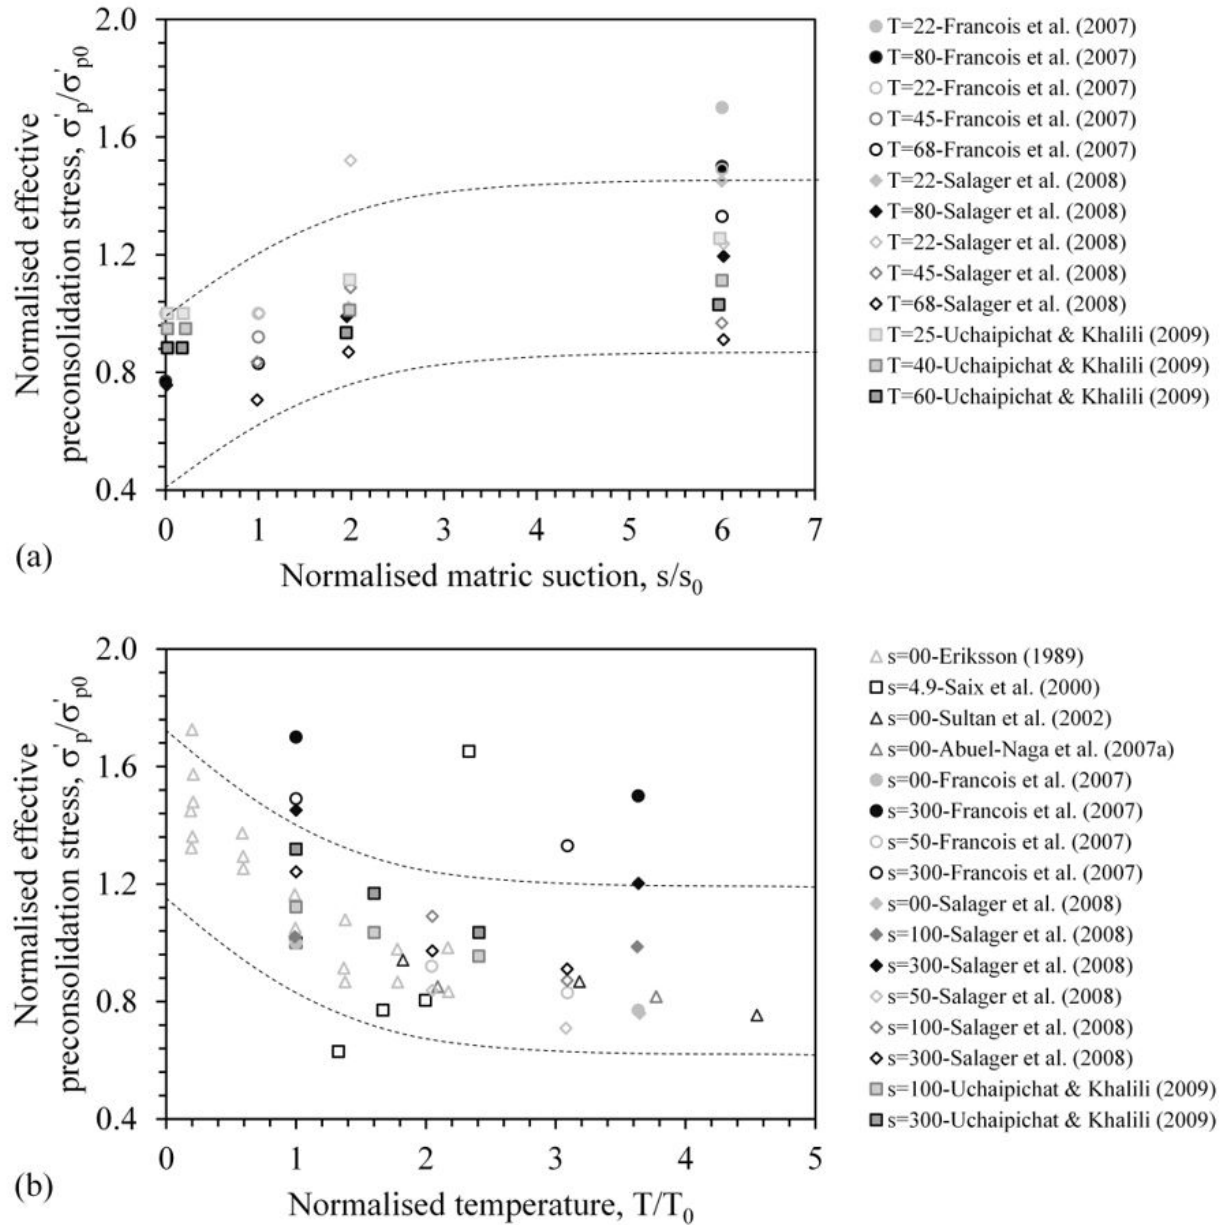 2.0
1.6
1.2
0.8
0.4
Normalised effective
preconsolidation stress, σ'p/σ'p0
0 1 2 3 4 5 6 7
Normalised matric suction, s/s0
(a)
T=22-Francois et al. (2007)
T=80-Francois et al. (2007)
T=22-Francois et al. (2007)
T=45-Francois et al. (2007)
T=68-Francois et al. (2007)
T=22-Salager et al. (2008)
T=80-Salager et al. (2008)
T=22-Salager et al. (2008)
T=45-Salager et al. (2008)
T=68-Salager et al. (2008)
T=25-Uchaipichat & Khalili (2009)
T=40-Uchaipichat & Khalili (2009)
T=60-Uchaipichat & Khalili (2009)
2.0
1.6
1.2
0.8
0.4
Normalised effective
preconsolidation stress, σ'p/σ'p0
0 1 2 3 4 5
Normalised temperature, T/T0
(b)
s=00-Eriksson (1989)
s=4.9-Saix et al. (2000)
s=00-Sultan et al. (2002)
s=00-Abuel-Naga et al. (2007a)
s=00-Francois et al. (2007)
s=300-Francois et al. (2007)
s=50-Francois et al. (2007)
s=300-Francois et al. (2007)
s=00-Salager et al. (2008)
s=100-Salager et al. (2008)
s=300-Salager et al. (2008)
s=50-Salager et al. (2008)
s=100-Salager et al. (2008)
s=300-Salager et al. (2008)
s=100-Uchaipichat & Khalili (2009)
s=300-Uchaipichat & Khalili (2009)